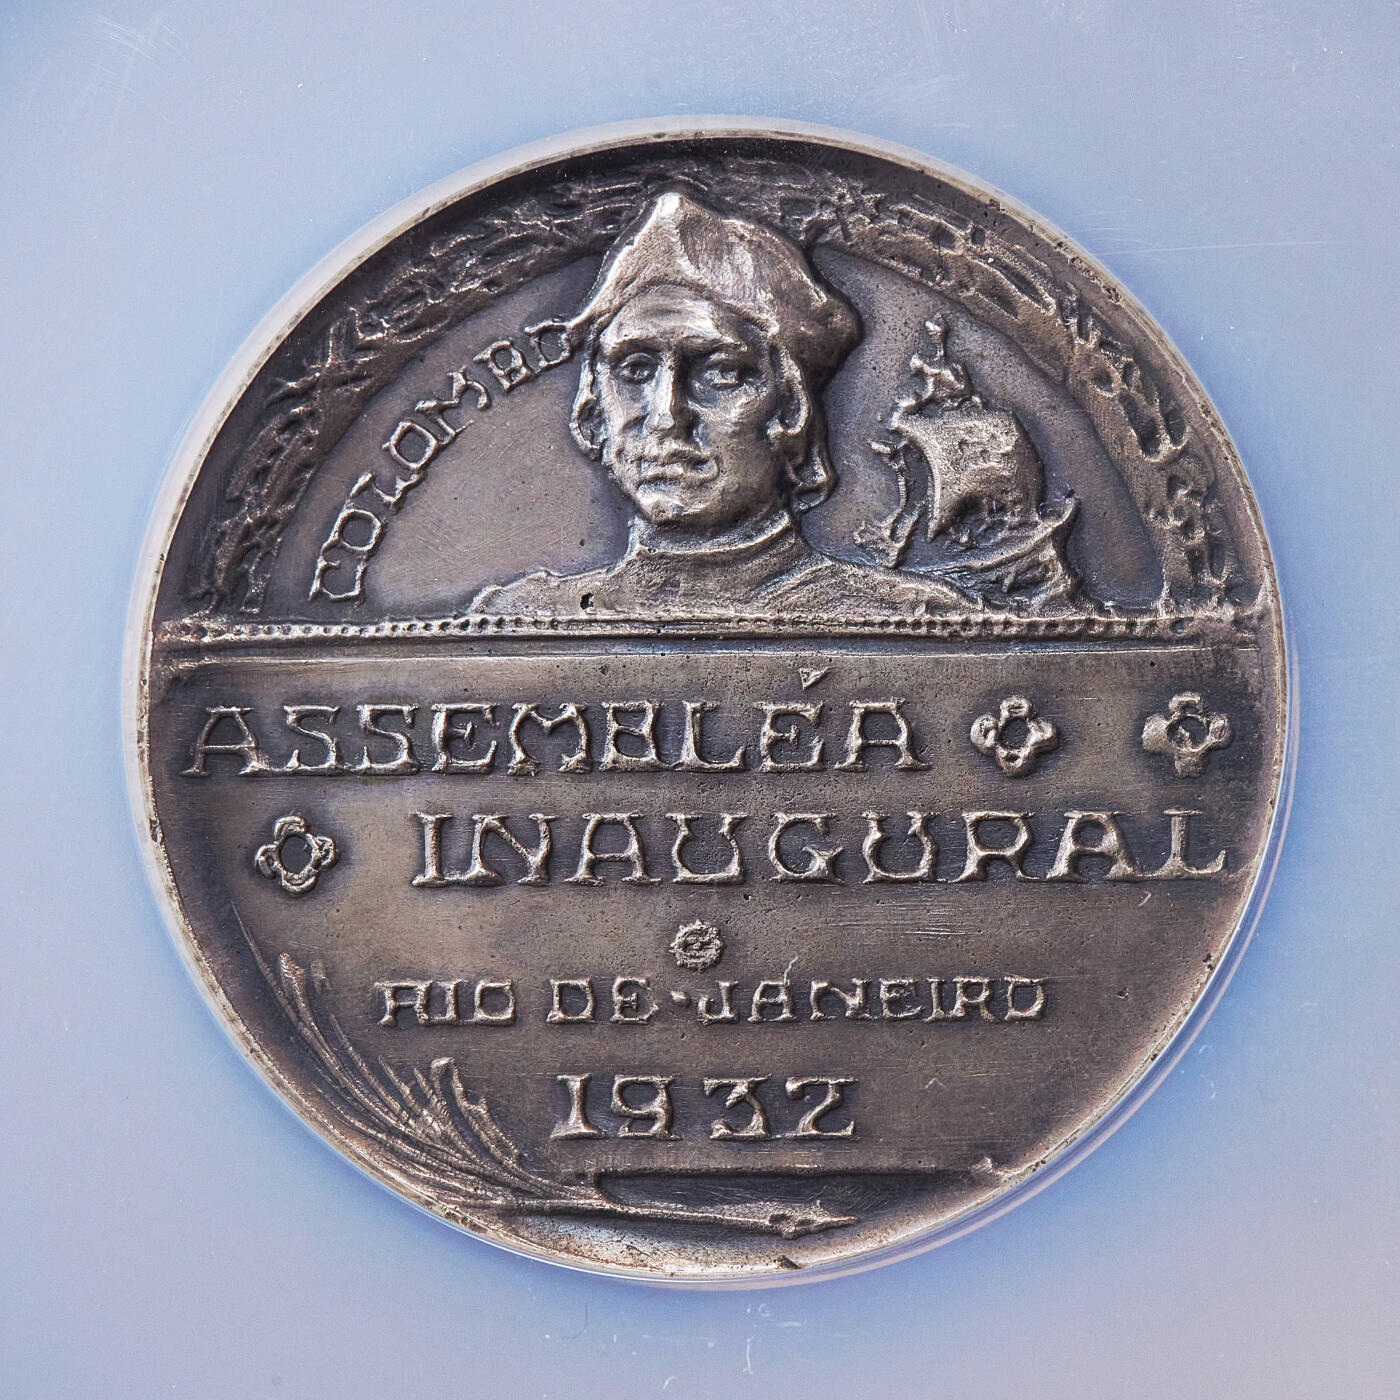 COLOMBO
ASSEMBLÉA
INAUGURAL
RIO DE-JANEIRO
1932